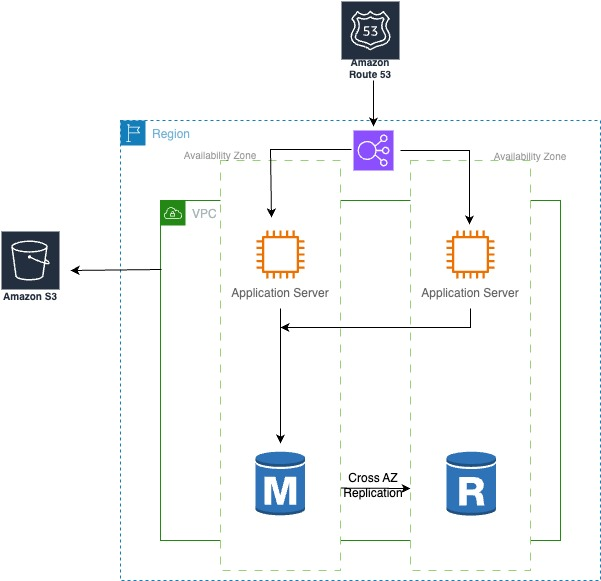 53
Amazon
Route 53
Region
Availability Zone
Availability Zone
VPC
Amazon S3
Application Server
Application Server
Cross AZ
Replication
M
R